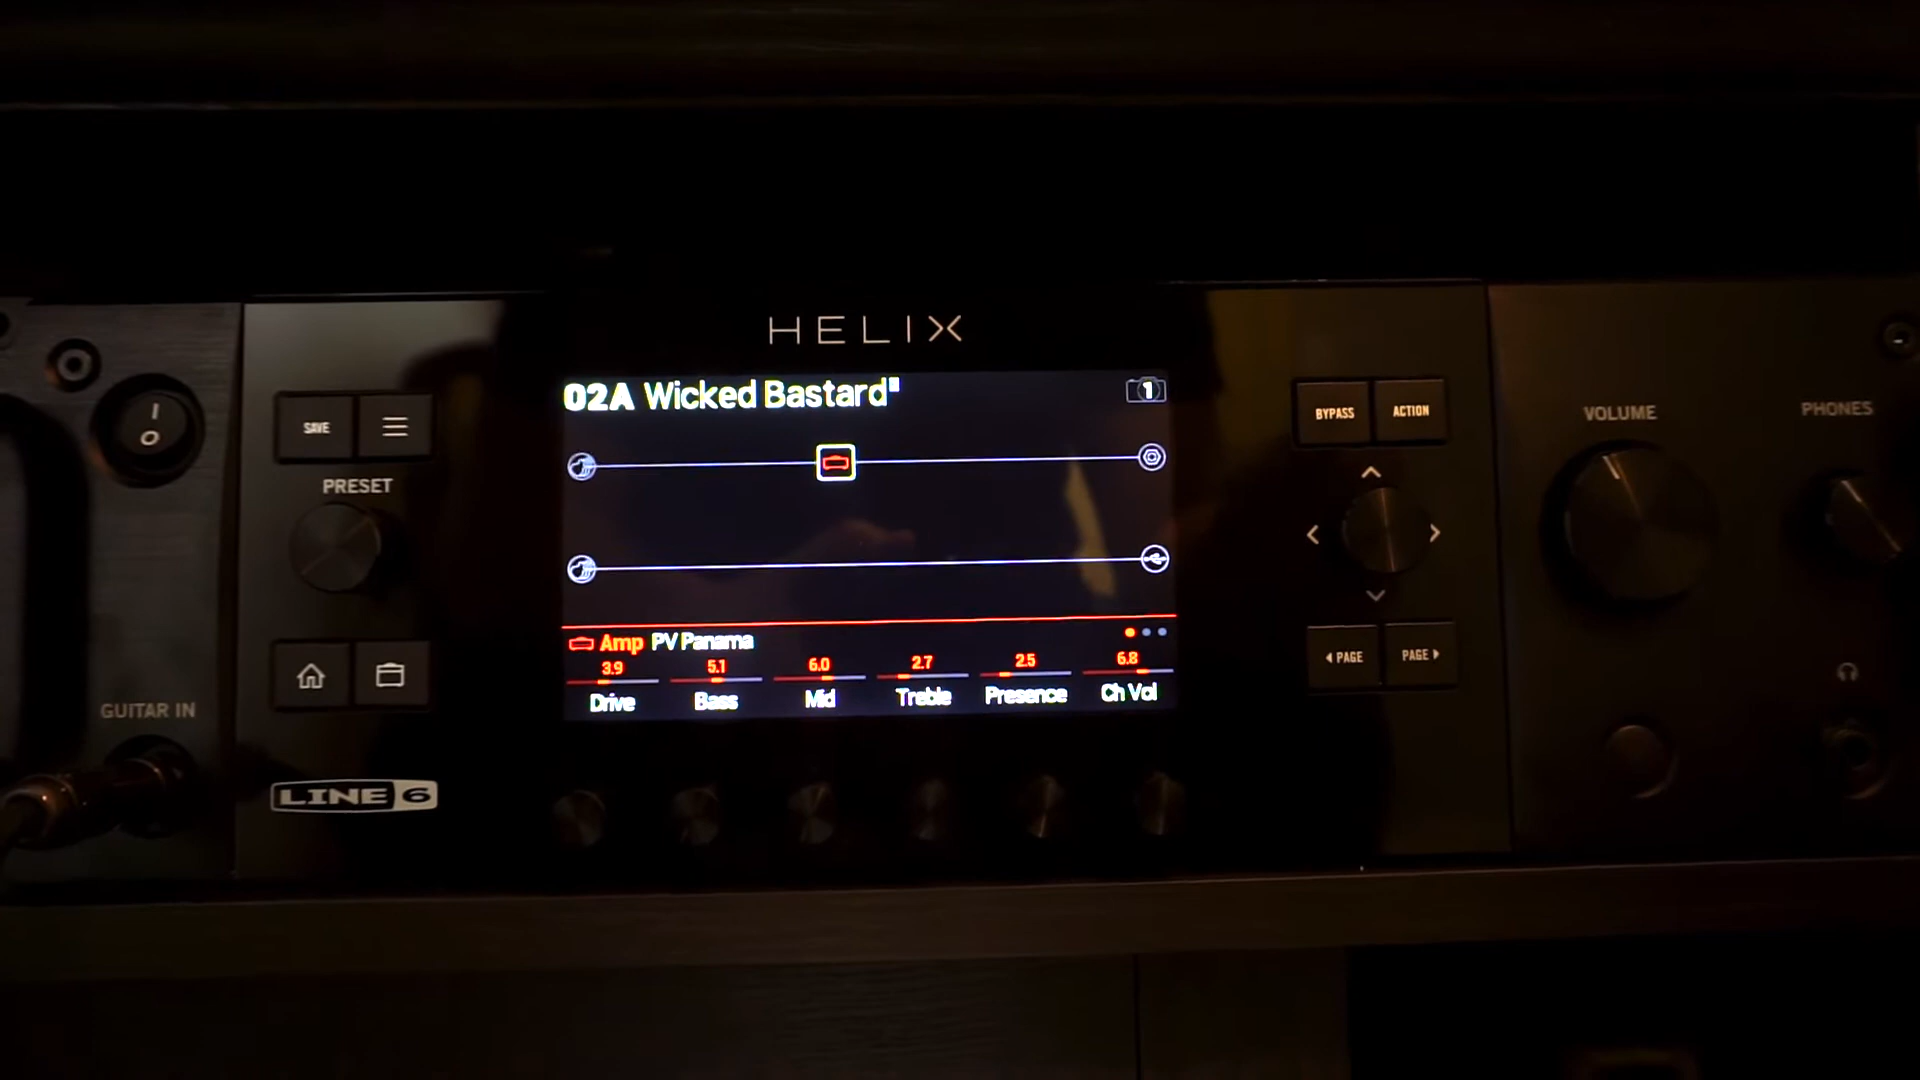 HELIX
02A Wicked Bastard"
1
I
O
SAVE
PRESET
BYPASS
ACTION
VOLUME
PHONES
Amp PV Panama
3.9 5.1 6.0 2.7 2.5 6.8
Drive Bass Mid Treble Presence Ch Vol
PAGE
PAGE
GUITAR IN
LINE 6